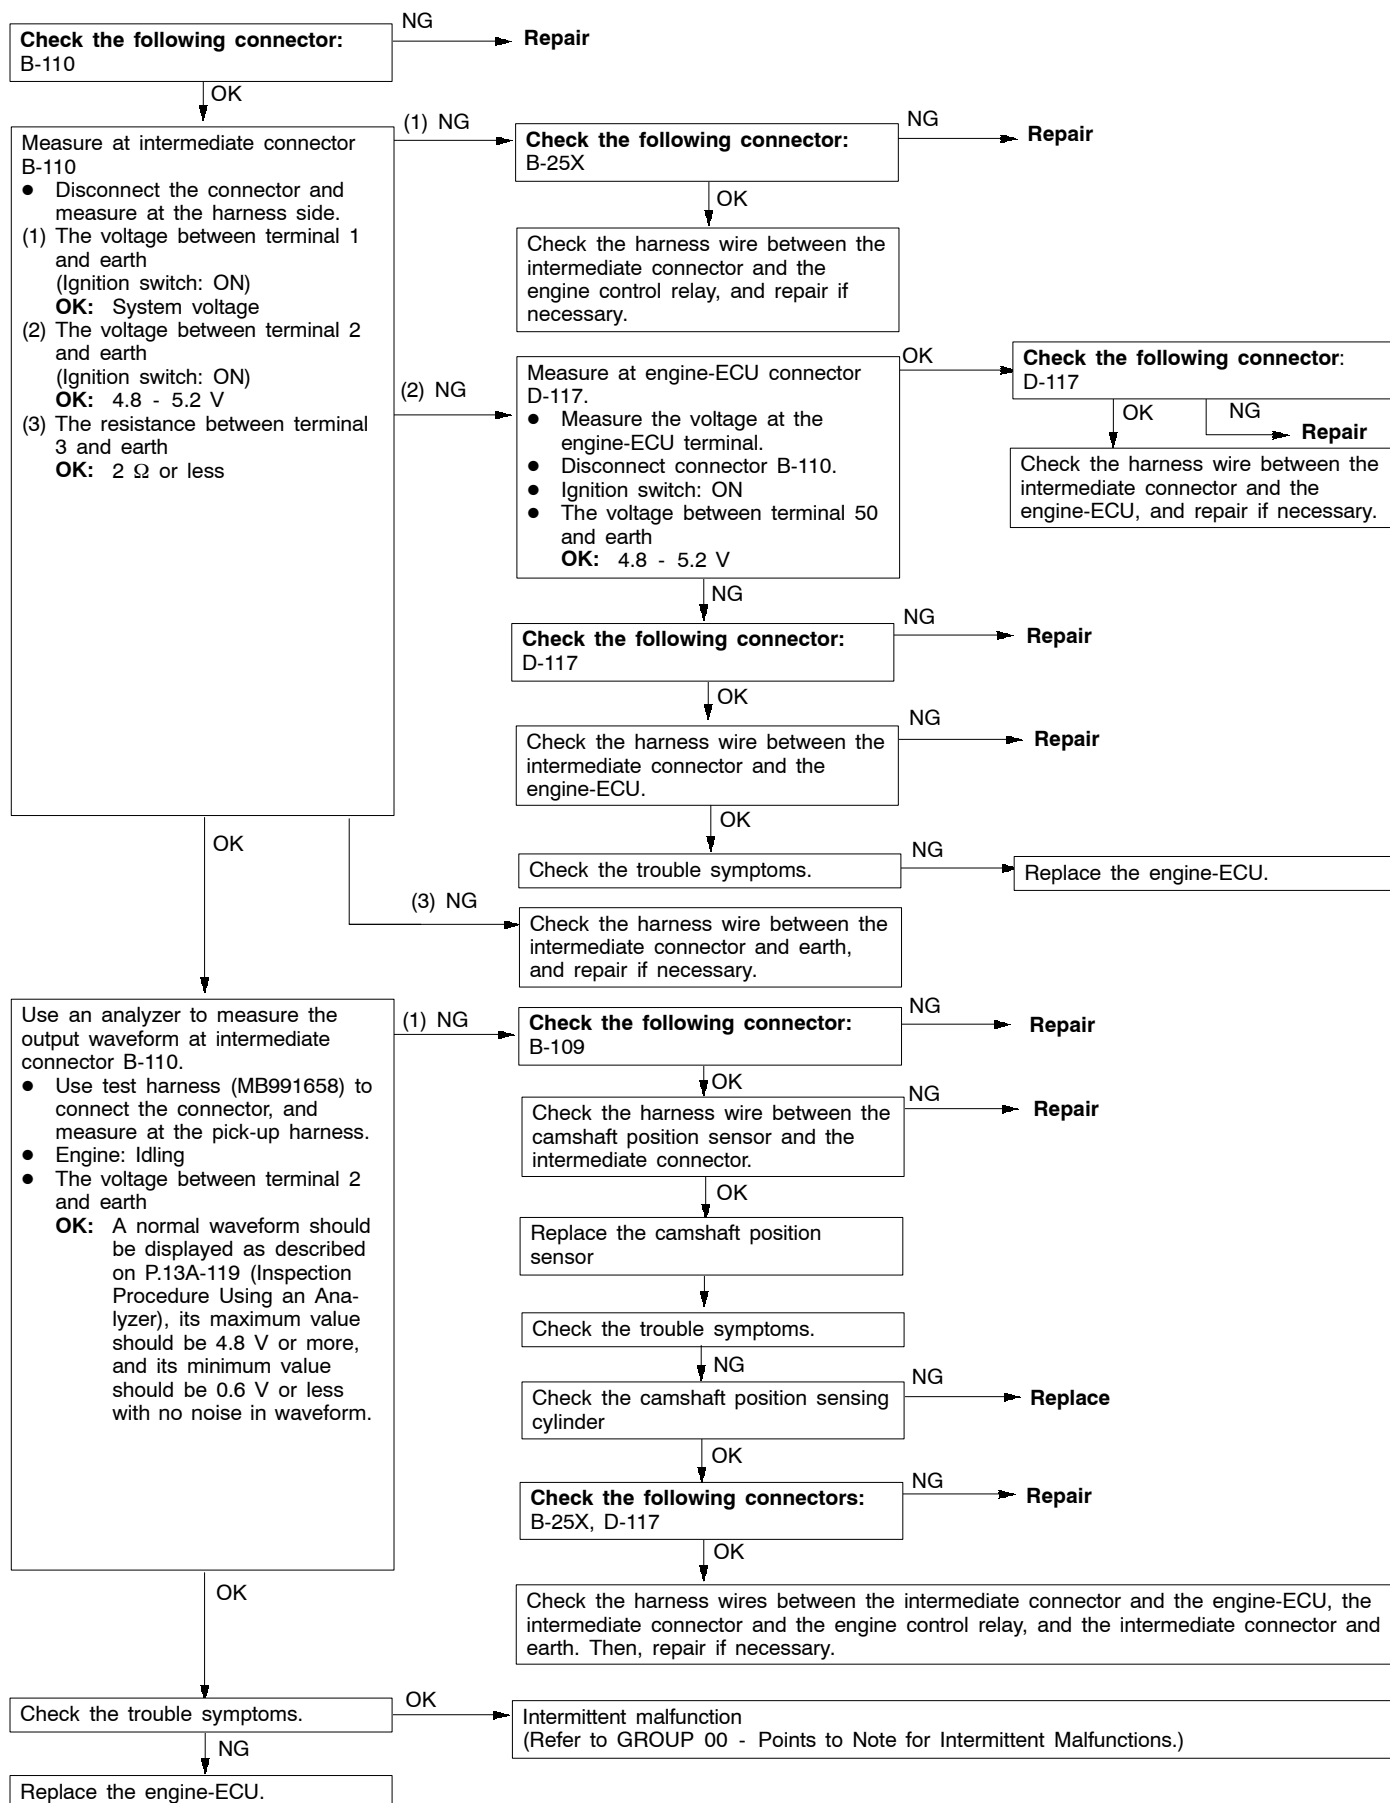 Check the following connector:
B-110
NG
Repair
OK
Measure at intermediate connector
B-110
● Disconnect the connector and
measure at the harness side.
(1) The voltage between terminal 1
and earth
(Ignition switch: ON)
OK: System voltage
(2) The voltage between terminal 2
and earth
(Ignition switch: ON)
OK: 4.8 - 5.2 V
(3) The resistance between terminal
3 and earth
OK: 2 Ω or less
(1) NG
Check the following connector:
B-25X
NG
Repair
OK
Check the harness wire between the
intermediate connector and the
engine control relay, and repair if
necessary.
(2) NG
Measure at engine-ECU connector
D-117.
● Measure the voltage at the
engine-ECU terminal.
● Disconnect connector B-110.
● Ignition switch: ON
● The voltage between terminal 50
and earth
OK: 4.8 - 5.2 V
OK
Check the following connector:
D-117
OK
NG
Repair
Check the harness wire between the
intermediate connector and the
engine-ECU, and repair if necessary.
NG
Check the following connector:
D-117
NG
Repair
OK
Check the harness wire between the
intermediate connector and the
engine-ECU.
NG
Repair
OK
Check the trouble symptoms.
NG
Replace the engine-ECU.
OK
(3) NG
Check the harness wire between the
intermediate connector and earth,
and repair if necessary.
Use an analyzer to measure the
output waveform at intermediate
connector B-110.
● Use test harness (MB991658) to
connect the connector, and
measure at the pick-up harness.
● Engine: Idling
● The voltage between terminal 2
and earth
OK: A normal waveform should
be displayed as described
on P.13A-119 (Inspection
Procedure Using an Ana-
lyzer), its maximum value
should be 4.8 V or more,
and its minimum value
should be 0.6 V or less
with no noise in waveform.
(1) NG
Check the following connector:
B-109
NG
Repair
OK
Check the harness wire between the
camshaft position sensor and the
intermediate connector.
NG
Repair
OK
Replace the camshaft position
sensor
Check the trouble symptoms.
NG
Check the camshaft position sensing
cylinder
NG
Replace
OK
Check the following connectors:
B-25X, D-117
NG
Repair
OK
Check the harness wires between the intermediate connector and the engine-ECU, the
intermediate connector and the engine control relay, and the intermediate connector and
earth. Then, repair if necessary.
OK
Check the trouble symptoms.
OK
Intermittent malfunction
(Refer to GROUP 00 - Points to Note for Intermittent Malfunctions.)
NG
Replace the engine-ECU.